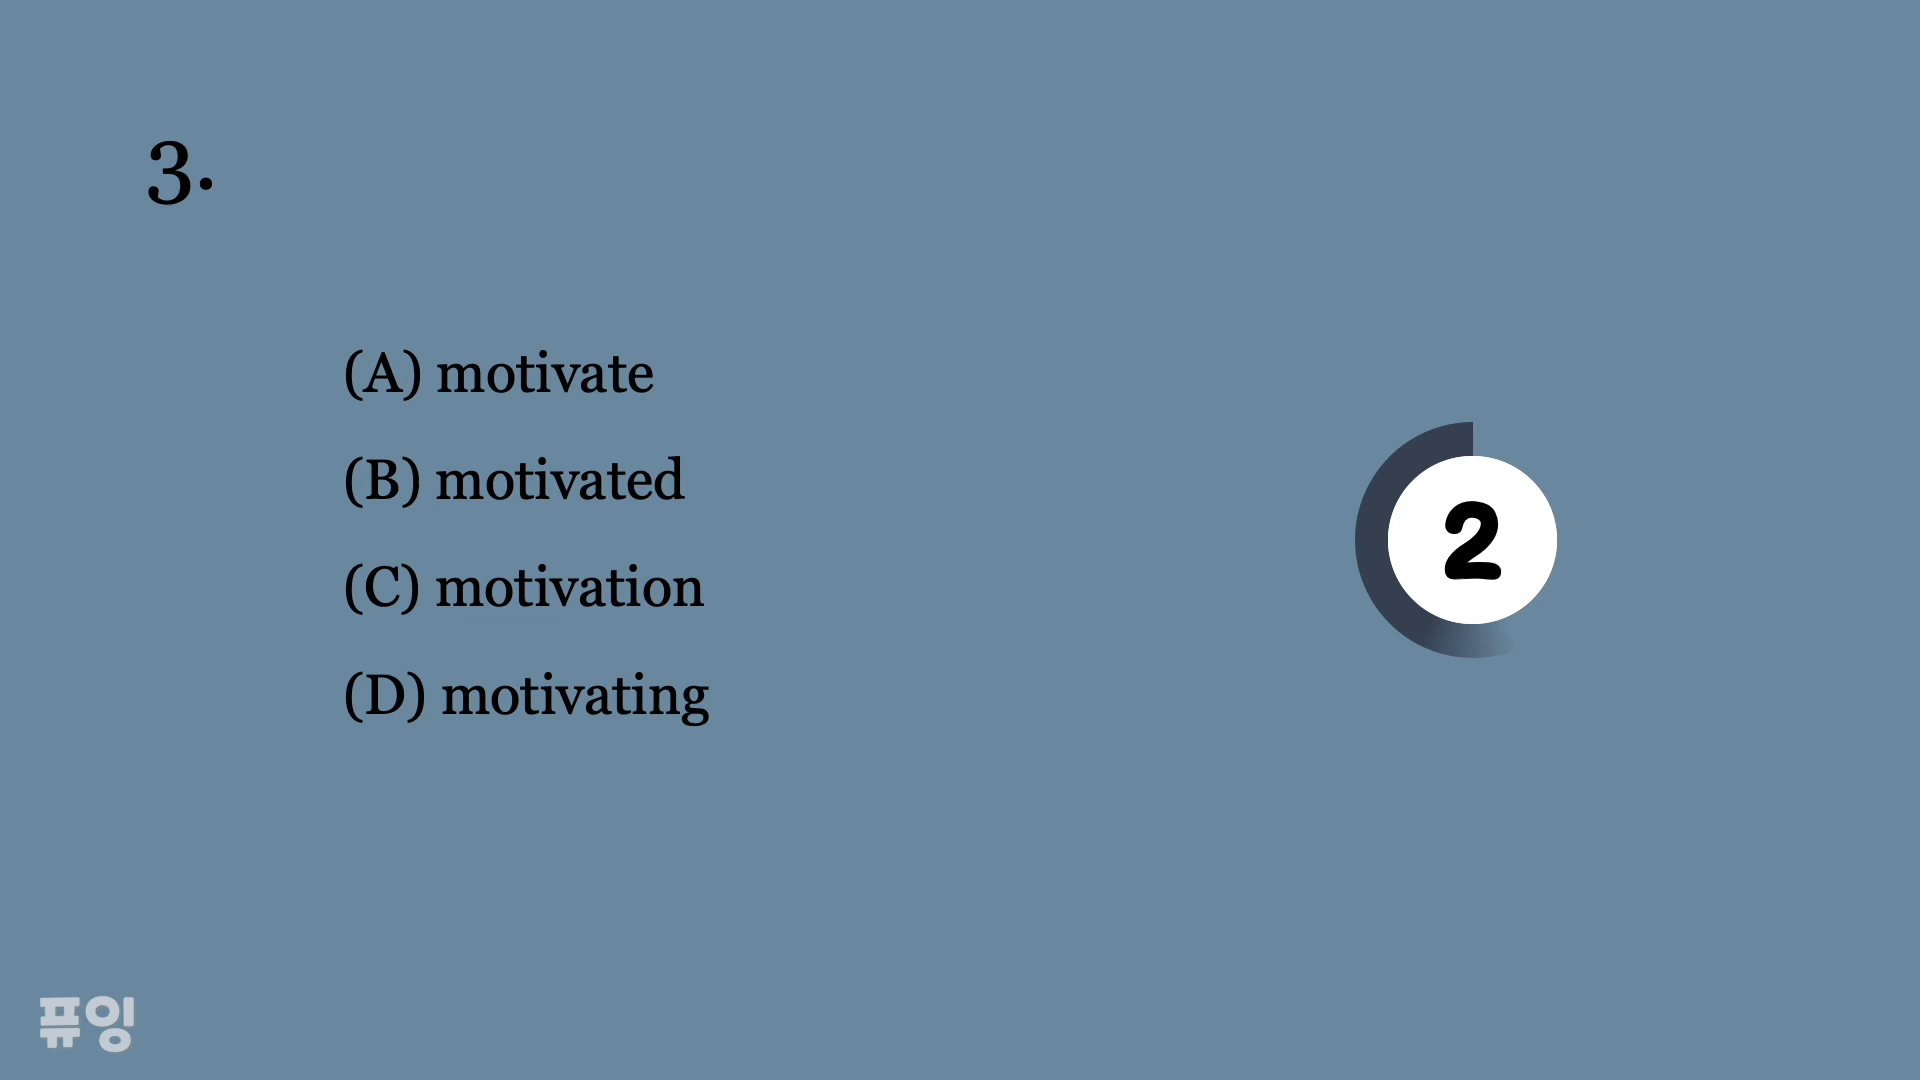 3.
(A) motivate
(B) motivated
(C) motivation
(D) motivating
2
퓨잉